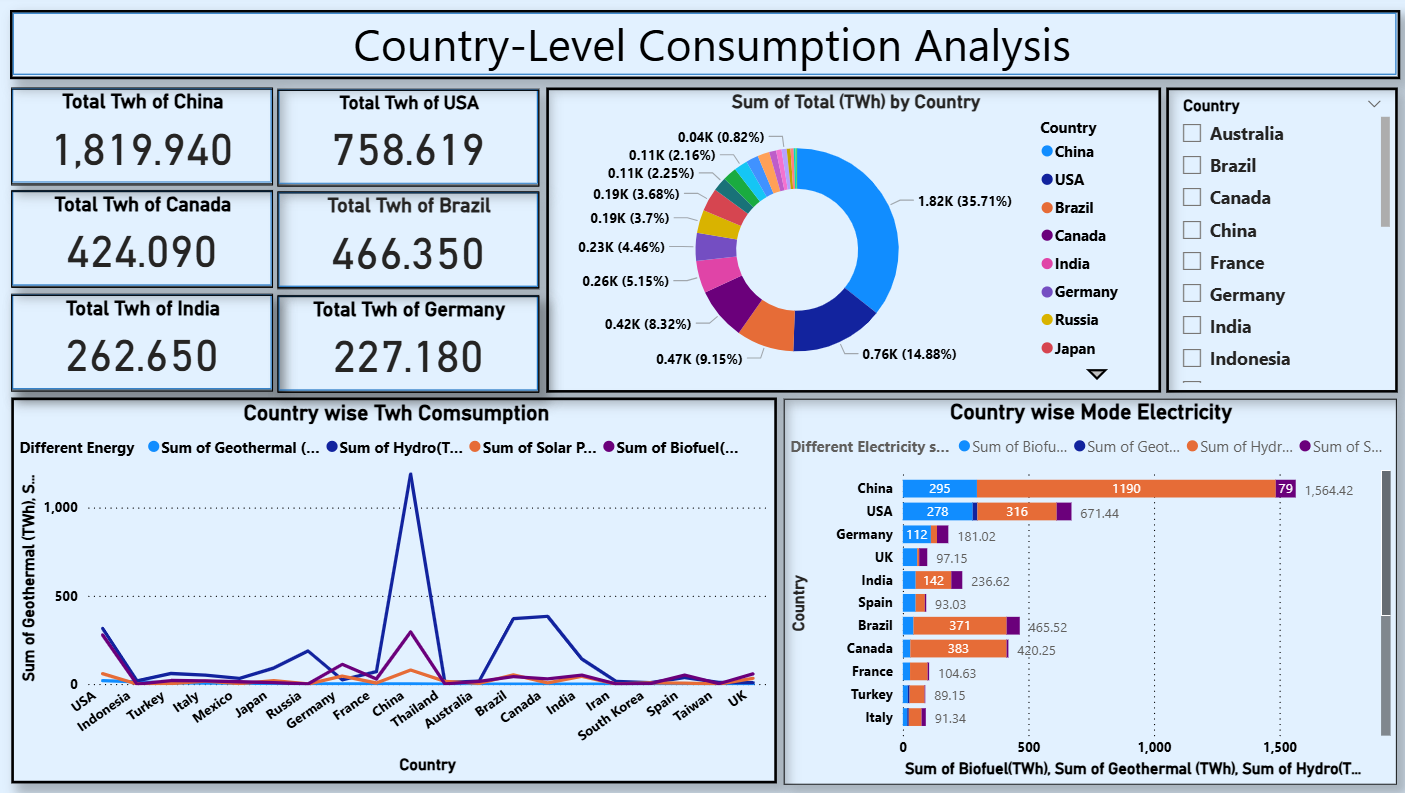 Country-Level Consumption Analysis
Total Twh of China
1,819.940
Total Twh of USA
758.619
Total Twh of Canada
424.090
Total Twh of Brazil
466.350
Total Twh of India
262.650
Total Twh of Germany
227.180
Sum of Total (TWh) by Country
0.04K (0.82%)
0.11K (2.16%)
0.11K (2.25%)
0.19K (3.68%)
0.19K (3.7%)
0.23K (4.46%)
0.26K (5.15%)
0.42K (8.32%)
0.47K (9.15%)
0.76K (14.88%)
1.82K (35.71%)
Country
China
USA
Brazil
Canada
India
Germany
Russia
Japan
Country
Australia
Brazil
Canada
China
France
Germany
India
Indonesia
Country wise Twh Comsumption
Different Energy Sum of Geothermal (... Sum of Hydro(T... Sum of Solar P... Sum of Biofuel(...
Sum of Geothermal (TWh), S...
1,000
500
0
USA
Indonesia
Turkey
Italy
Mexico
Japan
Russia
Germany
France
China
Thailand
Australia
Brazil
Canada
India
Iran
South Korea
Spain
Taiwan
UK
Country
Country wise Mode Electricity
Different Electricity s... Sum of Biofu... Sum of Geot... Sum of Hydr... Sum of S...
Country
China 295 1190 79 1,564.42
USA 278 316 671.44
Germany 112 181.02
UK 97.15
India 142 236.62
Spain 93.03
Brazil 371 465.52
Canada 383 420.25
France 104.63
Turkey 89.15
Italy 91.34
0 500 1,000 1,500
Sum of Biofuel(TWh), Sum of Geothermal (TWh), Sum of Hydro(T...